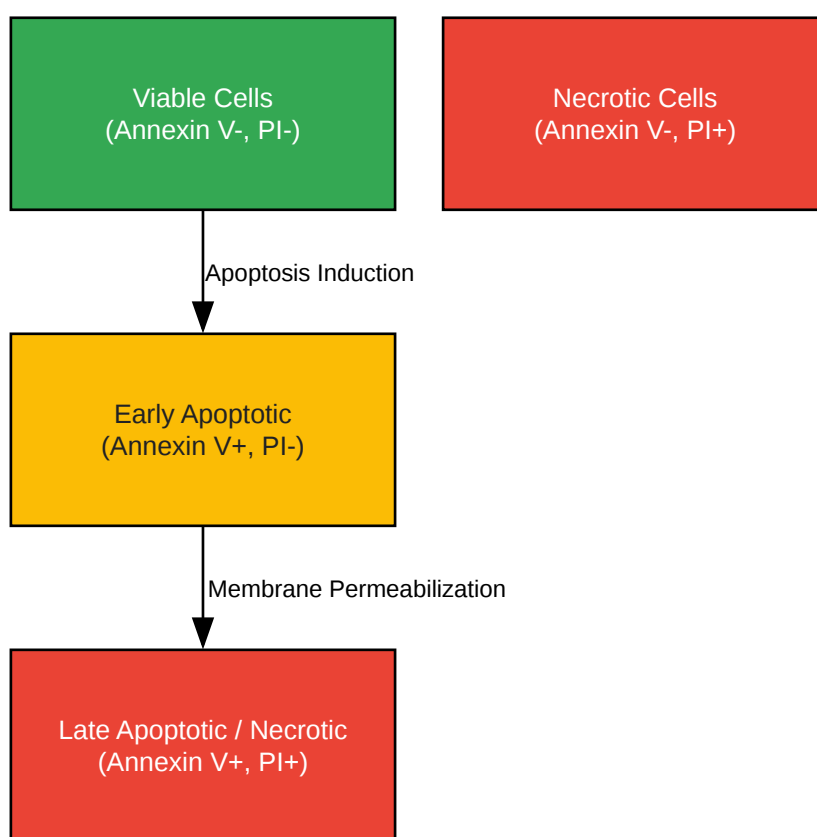 Viable Cells
(Annexin V-, PI-)
Necrotic Cells
(Annexin V-, PI+)
Apoptosis Induction
Early Apoptotic
(Annexin V+, PI-)
Membrane Permeabilization
Late Apoptotic / Necrotic
(Annexin V+, PI+)